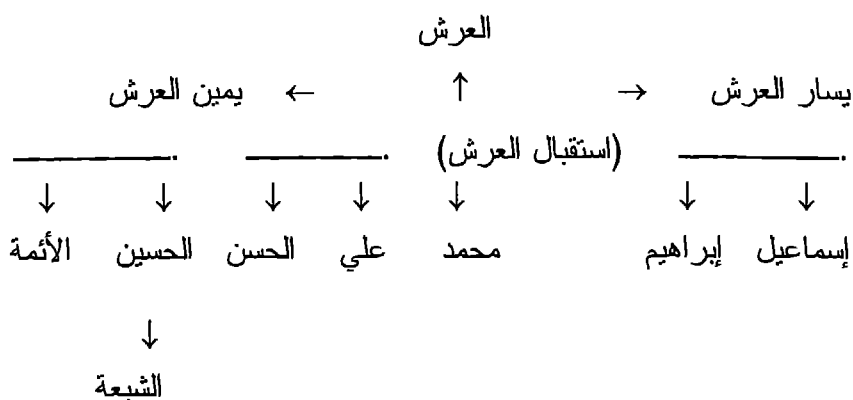 العرش
يسار العرش → ↑ ← يمين العرش
(استقبال العرش)
↓ ↓ ↓ ↓ ↓ ↓ ↓
إسماعيل إبراهيم محمد علي الحسن الحسين الأئمة
↓
الشيعة